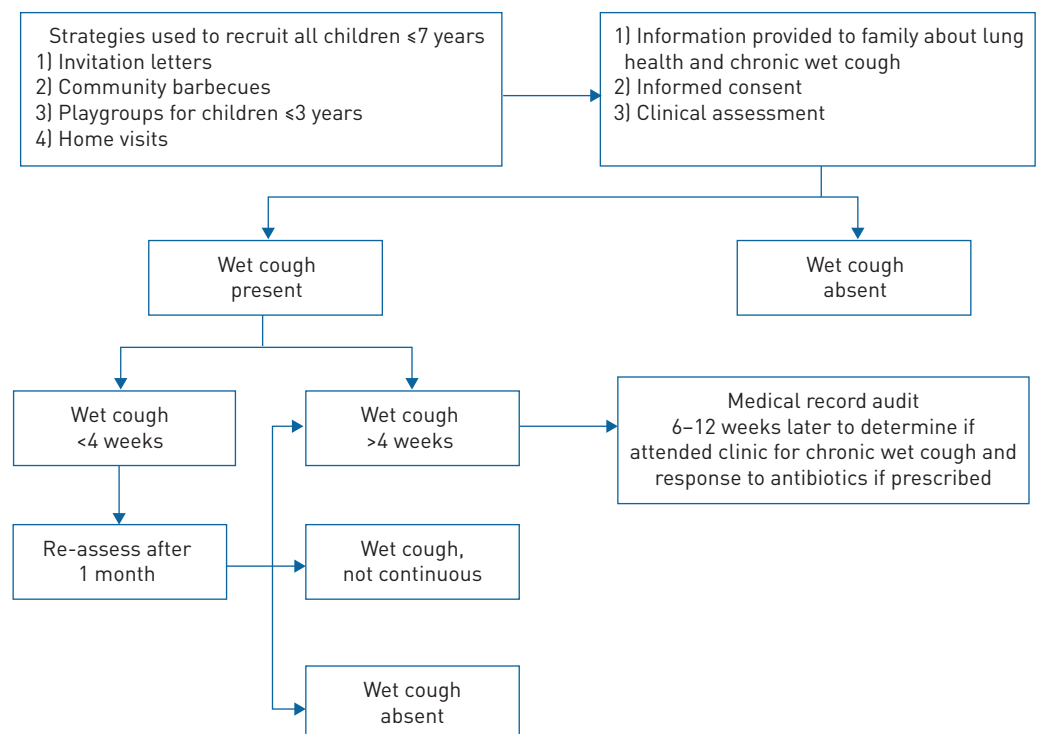 Strategies used to recruit all children ⩽7 years
1) Invitation letters
2) Community barbecues
3) Playgroups for children ⩽3 years
4) Home visits
1) Information provided to family about lung
health and chronic wet cough
2) Informed consent
3) Clinical assessment
Wet cough
present
Wet cough
absent
Wet cough
<4 weeks
Wet cough
>4 weeks
Medical record audit
6–12 weeks later to determine if
attended clinic for chronic wet cough and
response to antibiotics if prescribed
Re-assess after
1 month
Wet cough,
not continuous
Wet cough
absent